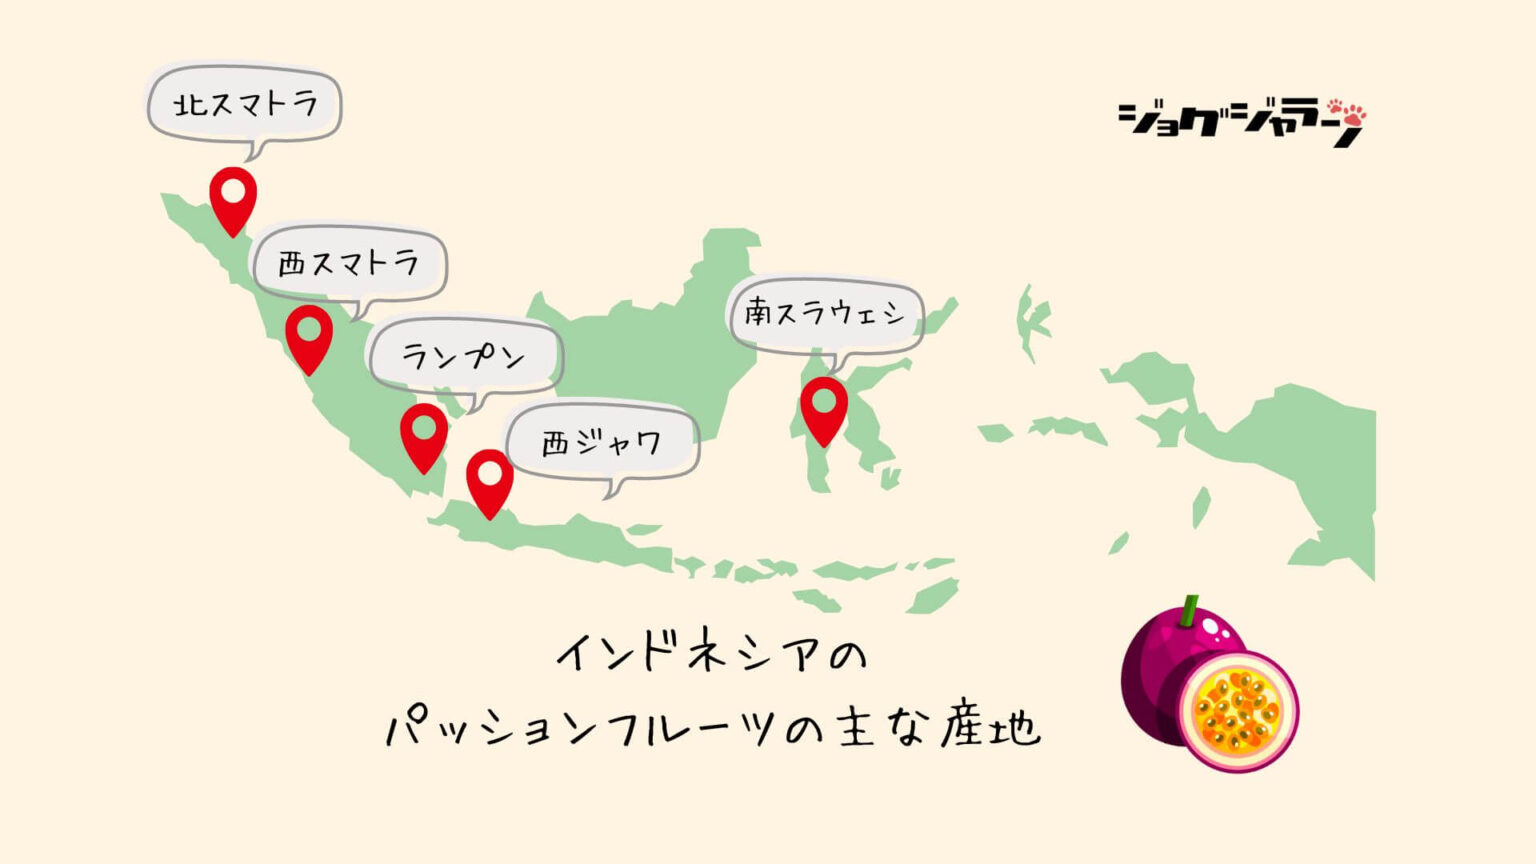 北スマトラ
ジョグジャラーン
西スマトラ
南スラウェシ
ランプン
西ジャワ
インドネシアの
パッションフルーツの主な産地